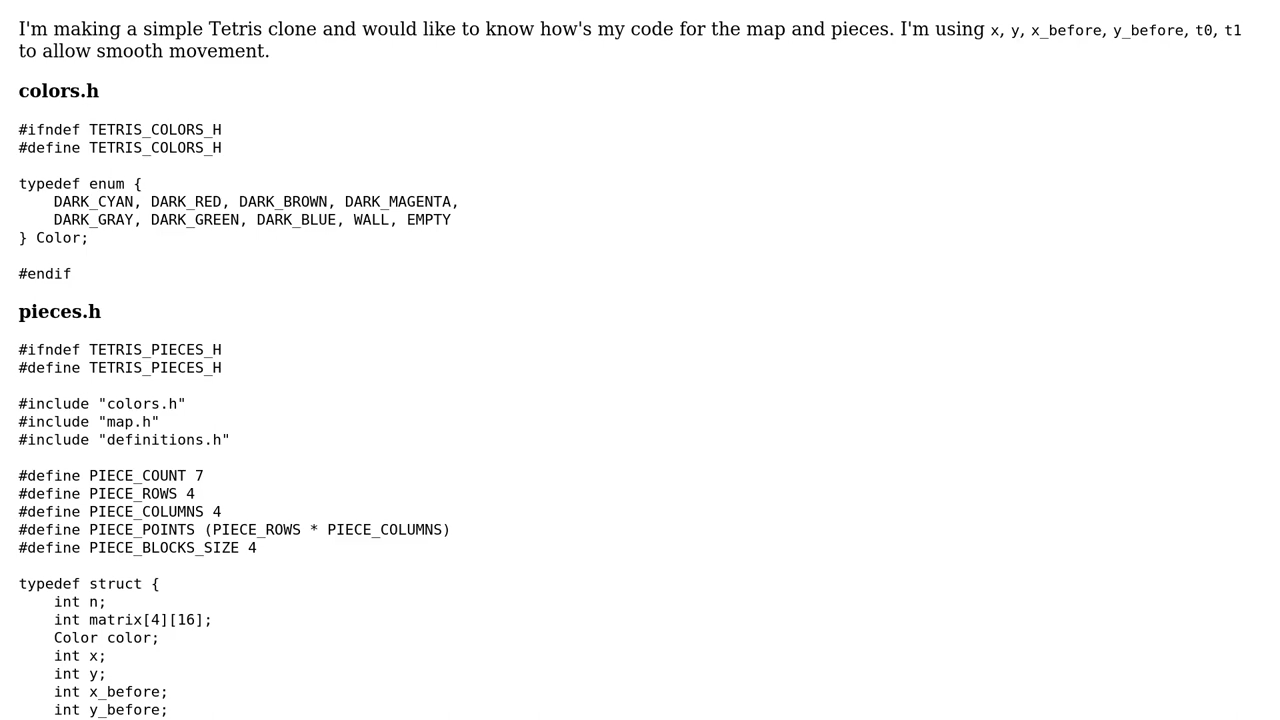 I'm making a simple Tetris clone and would like to know how's my code for the map and pieces. I'm using x, y, x_before, y_before, t0, t1
to allow smooth movement.
colors.h
#ifndef TETRIS_COLORS_H
#define TETRIS_COLORS_H
typedef enum {
    DARK_CYAN, DARK_RED, DARK_BROWN, DARK_MAGENTA,
    DARK_GRAY, DARK_GREEN, DARK_BLUE, WALL, EMPTY
} Color;
#endif
pieces.h
#ifndef TETRIS_PIECES_H
#define TETRIS_PIECES_H
#include "colors.h"
#include "map.h"
#include "definitions.h"
#define PIECE_COUNT 7
#define PIECE_ROWS 4
#define PIECE_COLUMNS 4
#define PIECE_POINTS (PIECE_ROWS * PIECE_COLUMNS)
#define PIECE_BLOCKS_SIZE 4
typedef struct {
    int n;
    int matrix[4][16];
    Color color;
    int x;
    int y;
    int x_before;
    int y_before;